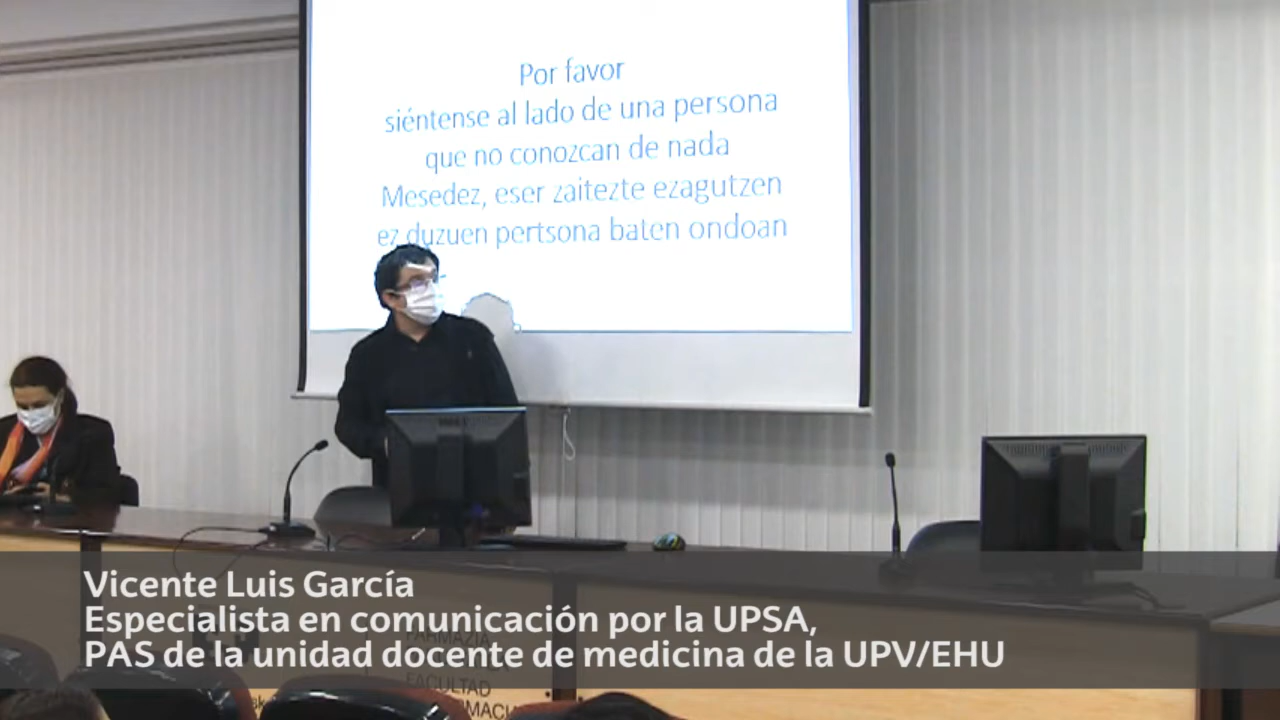 Por favor
siéntense al lado de una persona
que no conozcan de nada
Mesedez, eser zaitezte ezagutzen
ez duzuen pertsona baten ondoan
Vicente Luis García
Especialista en comunicación por la UPSA,
PAS de la unidad docente de medicina de la UPV/EHU
FARMAZIA
FACULTAD